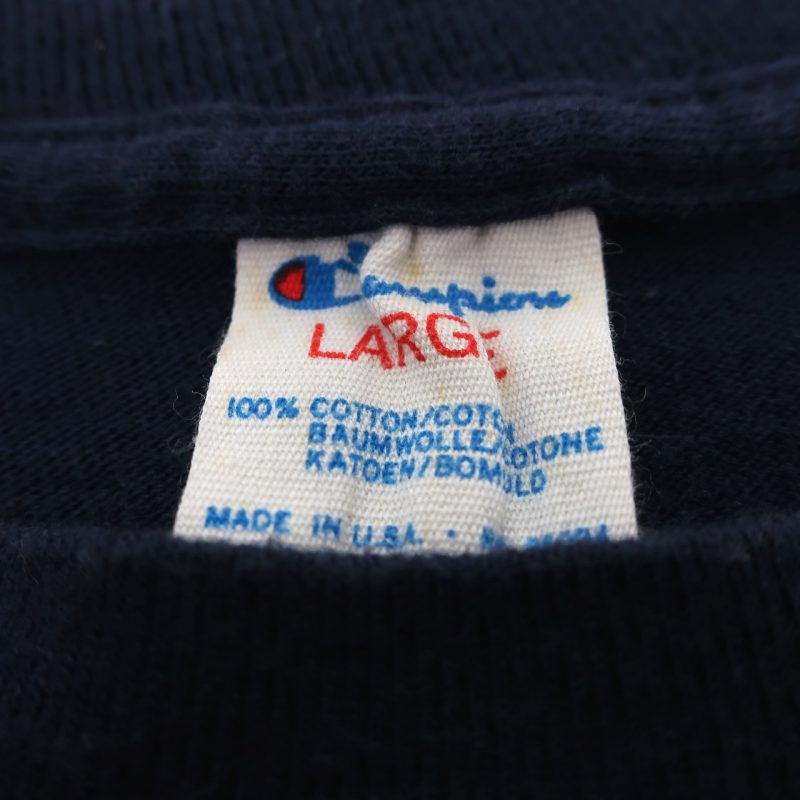 Champion
LARGE
100% COTTON/COTON
BAUMWOLLE/COTONE
KATOEN/BOMULD
MADE IN U.S.A.